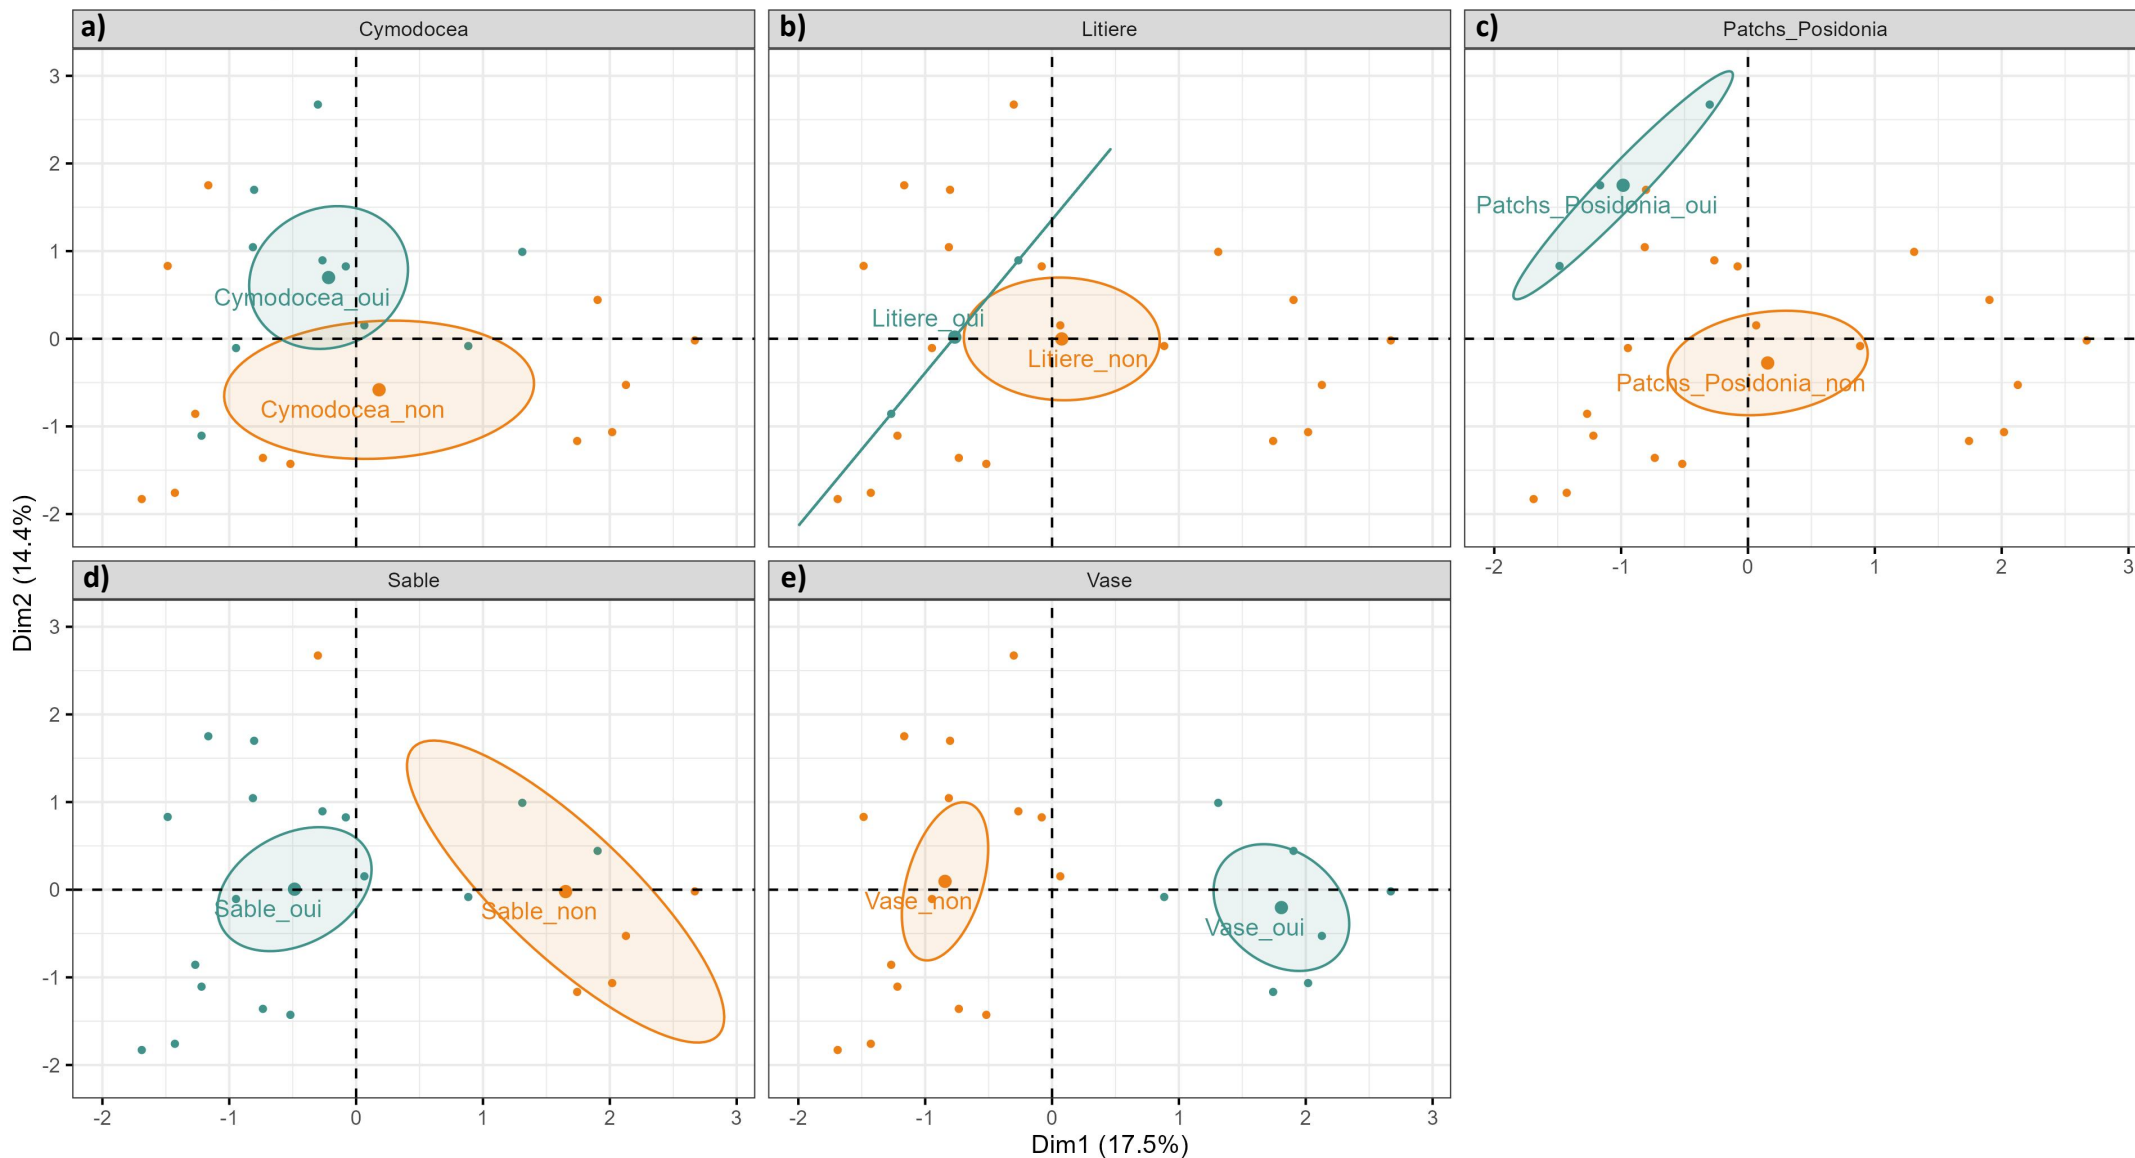 a) Cymodocea
b) Litiere
c) Patchs_Posidonia
3
2
1
0
-1
-2
Cymodocea_oui
Cymodocea_non
Litiere_oui
Litiere_non
Patchs_Posidonia_oui
Patchs_Posidonia_non
-2 -1 0 1 2 3
d) Sable
e) Vase
3
2
1
0
-1
-2
Sable_oui
Sable_non
Vase_non
Vase_oui
-2 -1 0 1 2 3
-2 -1 0 1 2 3
Dim2 (14.4%)
Dim1 (17.5%)